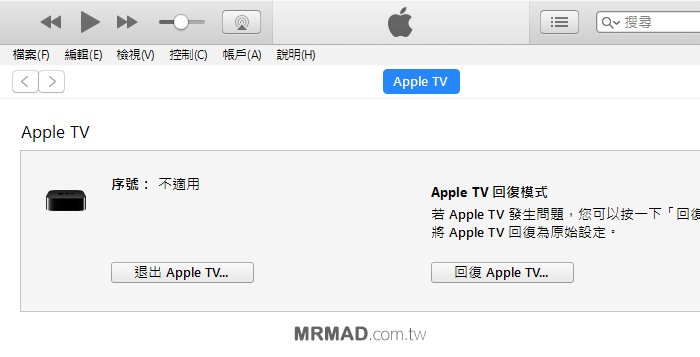 搜尋
檔案(F) 編輯(E) 檢視(V) 控制(C) 帳戶(A) 說明(H)
Apple TV
Apple TV
序號： 不適用
Apple TV 回復模式
若 Apple TV 發生問題，您可以按一下「回復
將 Apple TV 回復為原始設定。
退出 Apple TV...
回復 Apple TV...
MRMAD.com.tw